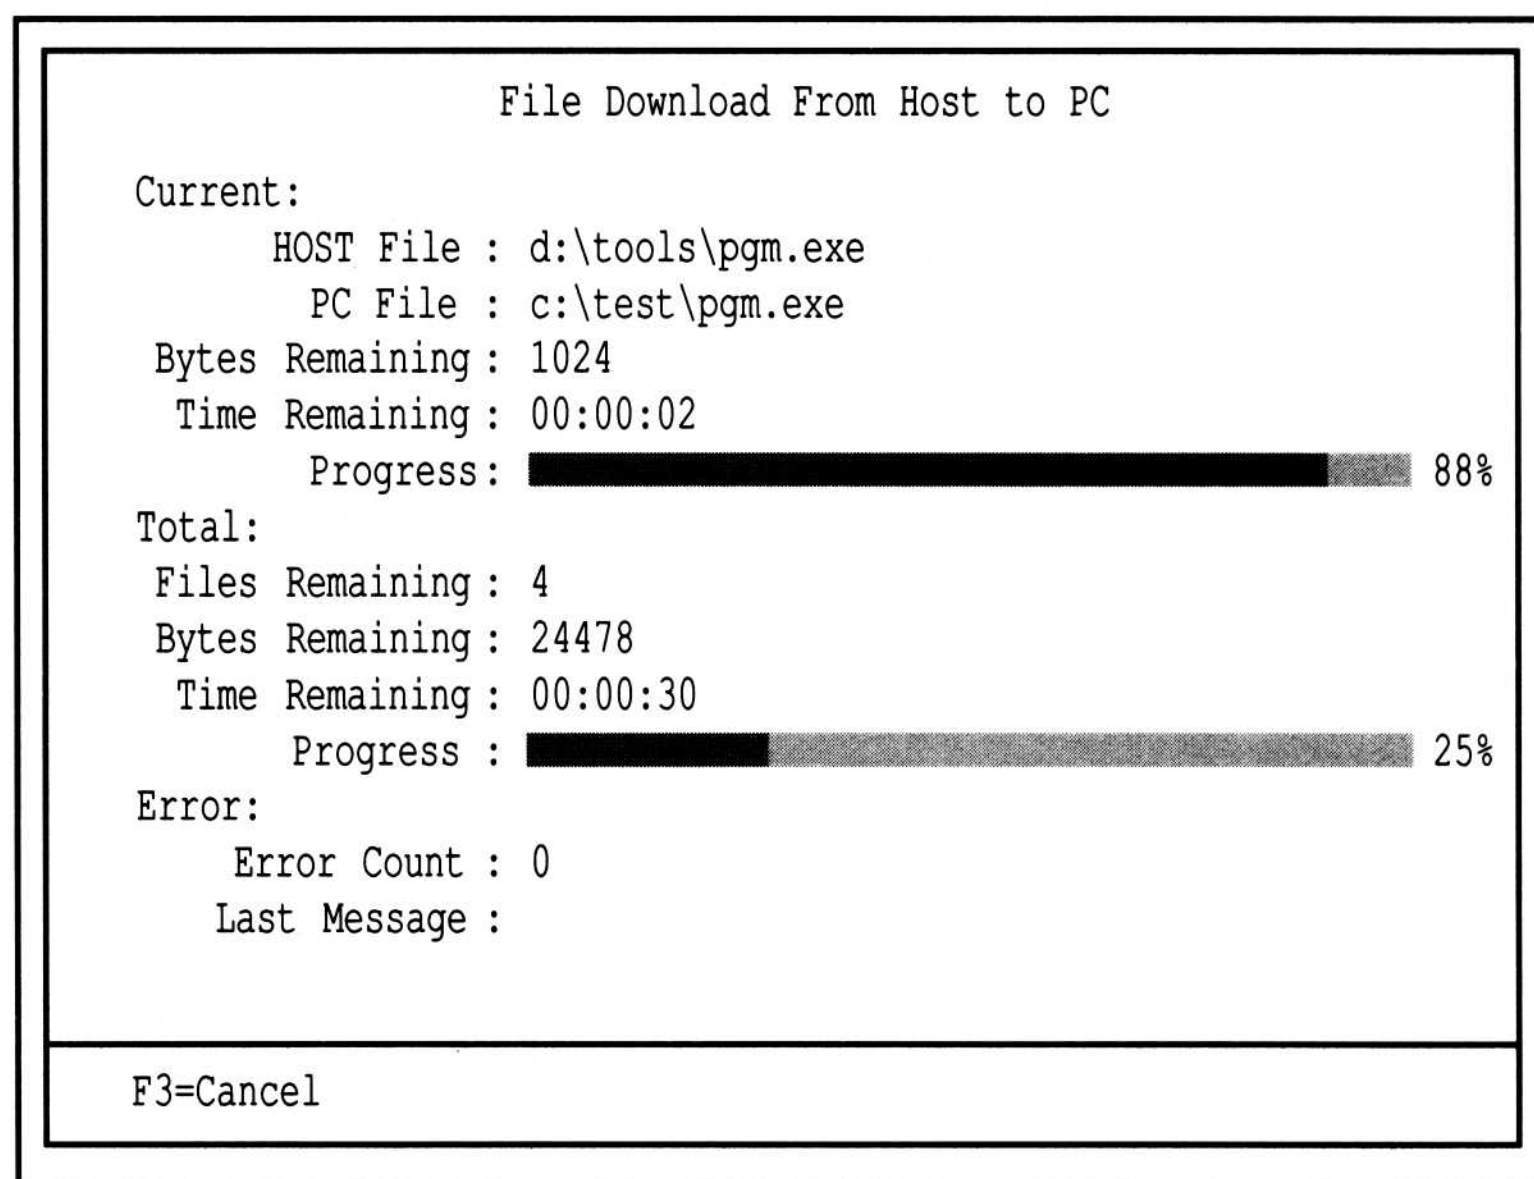 File Download From Host to PC
Current:
HOST File : d:\tools\pgm.exe
PC File : c:\test\pgm.exe
Bytes Remaining : 1024
Time Remaining : 00:00:02
Progress: 88%
Total:
Files Remaining : 4
Bytes Remaining : 24478
Time Remaining : 00:00:30
Progress : 25%
Error:
Error Count : 0
Last Message :
F3=Cancel